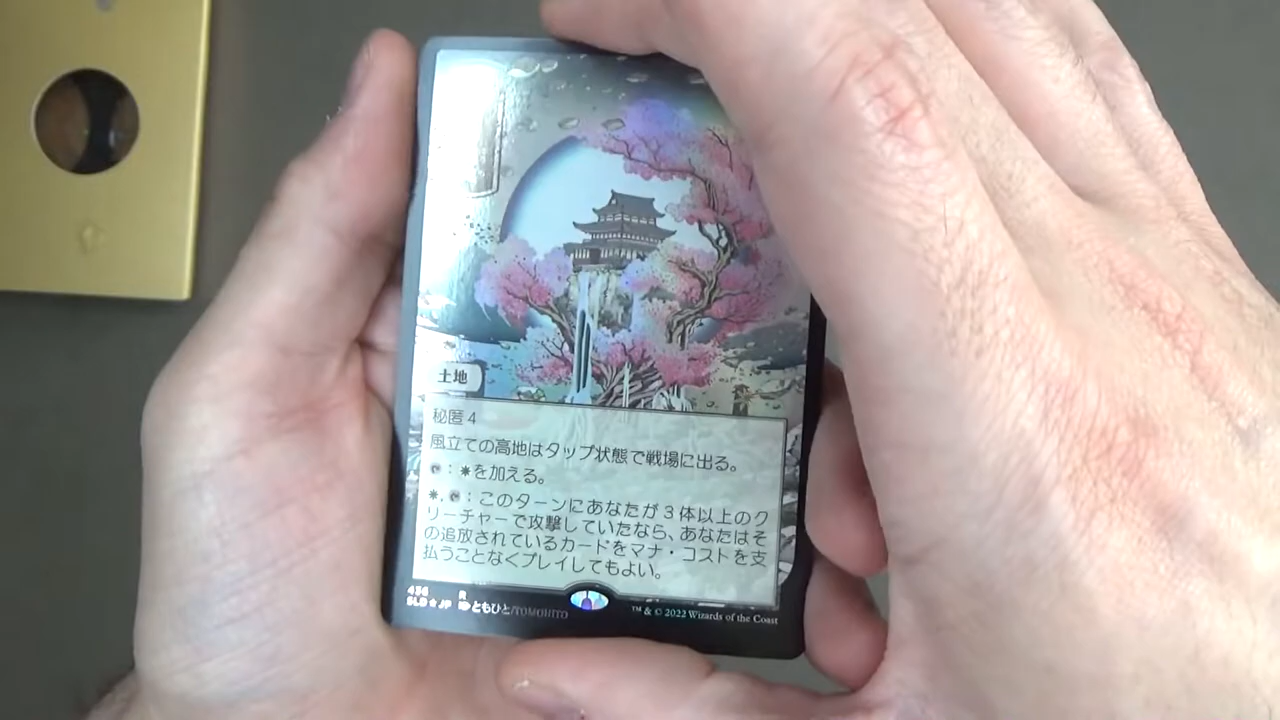 土地
秘匿4
風立ての高地はタップ状態で戦場に出る。
:を加える。
,:このターンにあなたが3体以上のク
リーチャーで攻撃していたなら、あなたはそ
の追放されているカードをマナ・コストを支
払うことなくプレイしてもよい。
436 R
SLD★JP ともひと/TOMOHITO
™ & © 2022 Wizards of the Coast